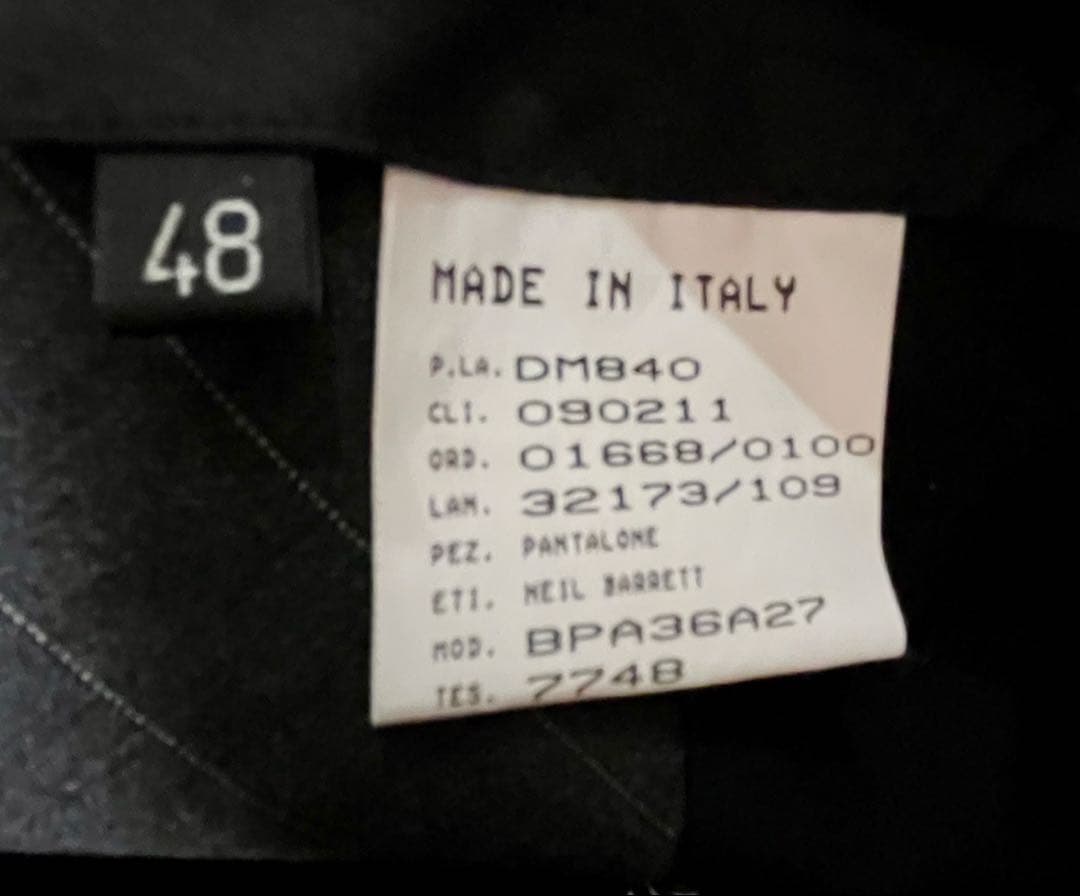 48
MADE IN ITALY
P.LA. DM840
CLI. 090211
ORD. 01668/0100
LAN. 32173/109
PEZ. PANTALONE
ETI. NEIL BARRETT
MOD. BPA36A27
TES. 7748